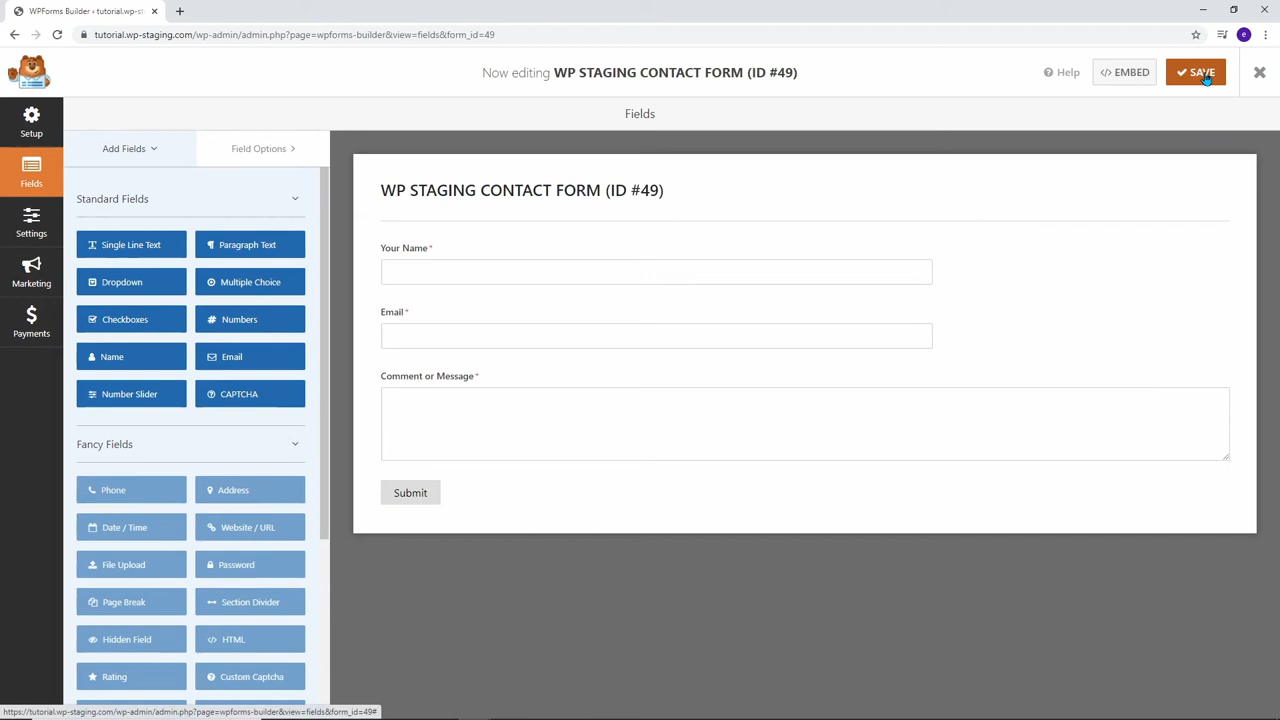 WPForms Builder ‹ tutorial.wp-st
tutorial.wp-staging.com/wp-admin/admin.php?page=wpforms-builder&view=fields&form_id=49
e
Now editing WP STAGING CONTACT FORM (ID #49)
Help
</> EMBED
SAVE
Setup
Fields
Settings
Marketing
Payments
Fields
Add Fields
Field Options
Standard Fields
Single Line Text
Paragraph Text
Dropdown
Multiple Choice
Checkboxes
Numbers
Name
Email
Number Slider
CAPTCHA
Fancy Fields
Phone
Address
Date / Time
Website / URL
File Upload
Password
Page Break
Section Divider
Hidden Field
</> HTML
Rating
Custom Captcha
WP STAGING CONTACT FORM (ID #49)
Your Name *
Email *
Comment or Message *
Submit
https://tutorial.wp-staging.com/wp-admin/admin.php?page=wpforms-builder&view=fields&form_id=49#